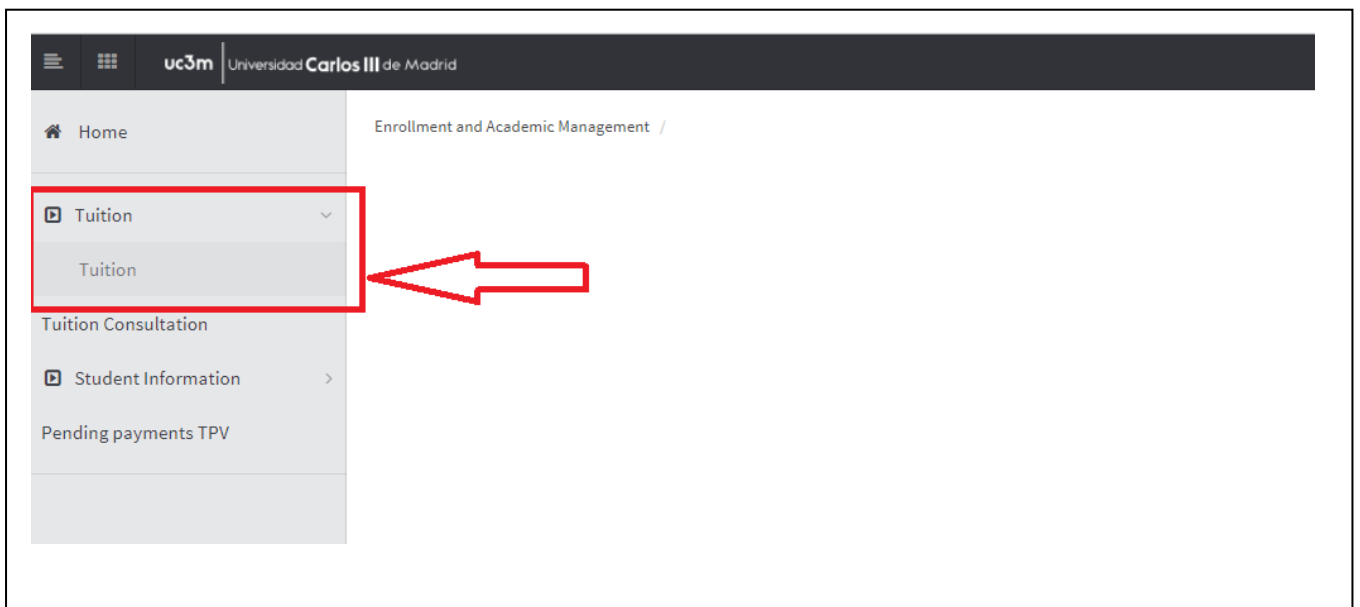 uc3m Universidad Carlos III de Madrid
Home
Enrollment and Academic Management /
Tuition
Tuition
Tuition Consultation
Student Information
Pending payments TPV